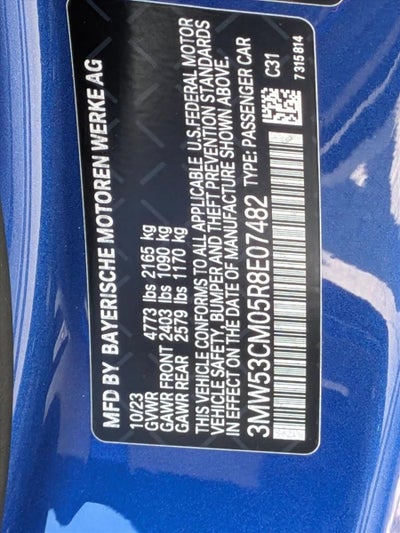 MFD BY BAYERISCHE MOTOREN WERKE AG
10/23
GVWR 4773 lbs 2165 kg
GAWR FRONT 2403 lbs 1090 kg
GAWR REAR 2579 lbs 1170 kg
THIS VEHICLE CONFORMS TO ALL APPLICABLE U.S. FEDERAL MOTOR
VEHICLE SAFETY, BUMPER AND THEFT PREVENTION STANDARDS
IN EFFECT ON THE DATE OF MANUFACTURE SHOWN ABOVE.
3MW53CM05R8E07482
TYPE: PASSENGER CAR
C31
7 315 814